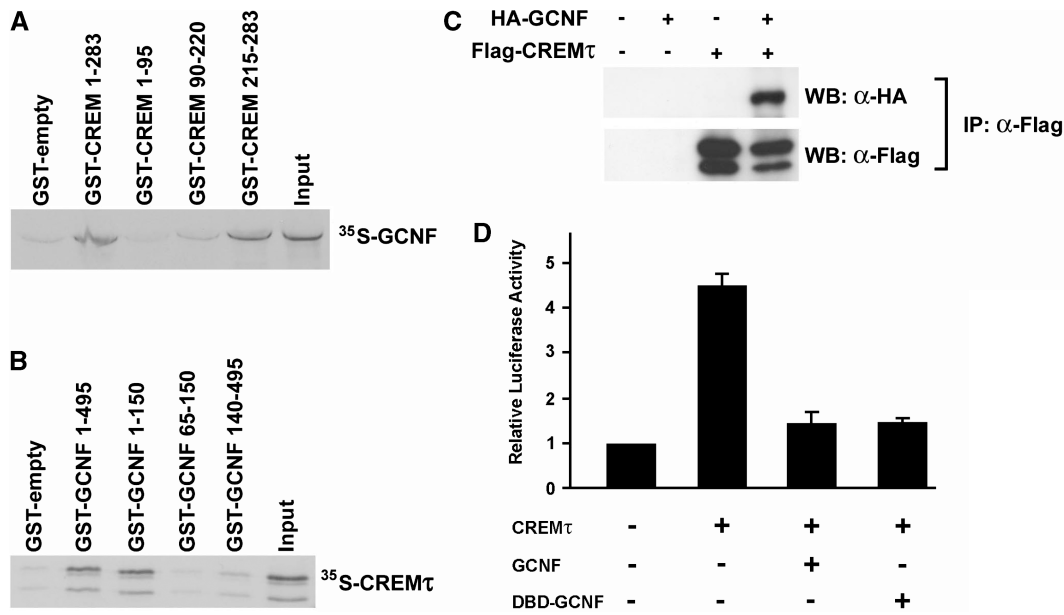 A
GST-empty
GST-CREM 1-283
GST-CREM 1-95
GST-CREM 90-220
GST-CREM 215-283
Input
³⁵S-GCNF
B
GST-empty
GST-GCNF 1-495
GST-GCNF 1-150
GST-GCNF 65-150
GST-GCNF 140-495
Input
³⁵S-CREMτ
C
HA-GCNF - + - +
Flag-CREMτ - - + +
WB: α-HA
WB: α-Flag
IP: α-Flag
D
Relative Luciferase Activity
5
4
3
2
1
0
CREMτ - + + +
GCNF - - + -
DBD-GCNF - - - +